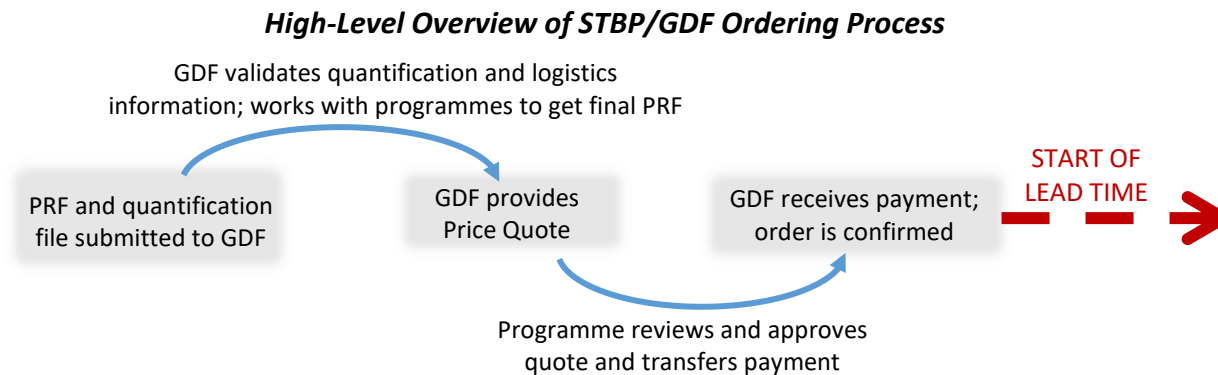 High-Level Overview of STBP/GDF Ordering Process
GDF validates quantification and logistics
information; works with programmes to get final PRF
PRF and quantification
file submitted to GDF
GDF provides
Price Quote
GDF receives payment;
order is confirmed
START OF
LEAD TIME
Programme reviews and approves
quote and transfers payment